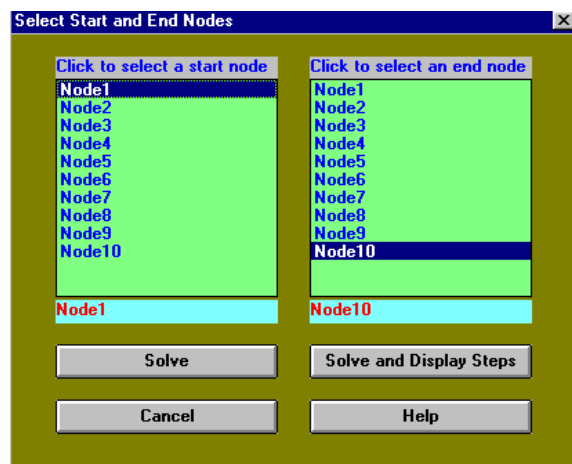 Select Start and End Nodes
Click to select a start node
Node1
Node2
Node3
Node4
Node5
Node6
Node7
Node8
Node9
Node10
Node1
Click to select an end node
Node1
Node2
Node3
Node4
Node5
Node6
Node7
Node8
Node9
Node10
Node10
Solve
Solve and Display Steps
Cancel
Help